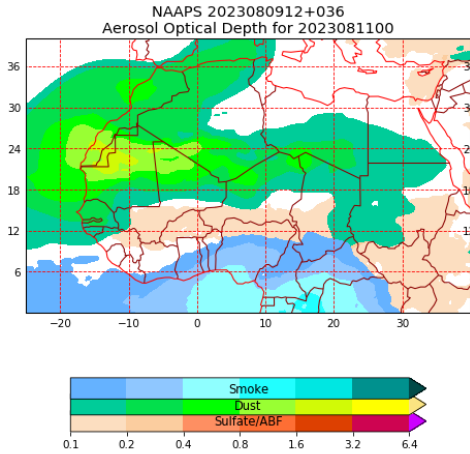 NAAPS 2023080912+036
Aerosol Optical Depth for 2023081100
36
30
24
18
12
6
−20 −10 0 10 20 30
Smoke
Dust
Sulfate/ABF
0.1 0.2 0.4 0.8 1.6 3.2 6.4